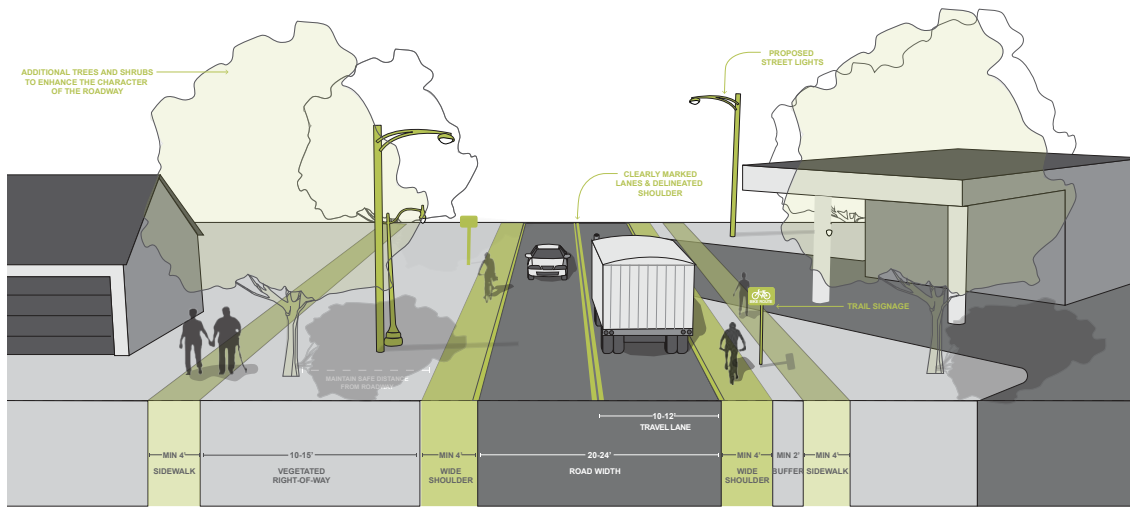 ADDITIONAL TREES AND SHRUBS
TO ENHANCE THE CHARACTER
OF THE ROADWAY
PROPOSED
STREET LIGHTS
CLEARLY MARKED
LANES & DELINEATED
SHOULDER
BIKE ROUTE
TRAIL SIGNAGE
MAINTAIN SAFE DISTANCE
FROM ROADWAY
10-12'
TRAVEL LANE
MIN 4'
SIDEWALK
10-15'
VEGETATED
RIGHT-OF-WAY
MIN 4'
WIDE
SHOULDER
20-24'
ROAD WIDTH
MIN 4'
WIDE
SHOULDER
MIN 2'
BUFFER
MIN 4'
SIDEWALK